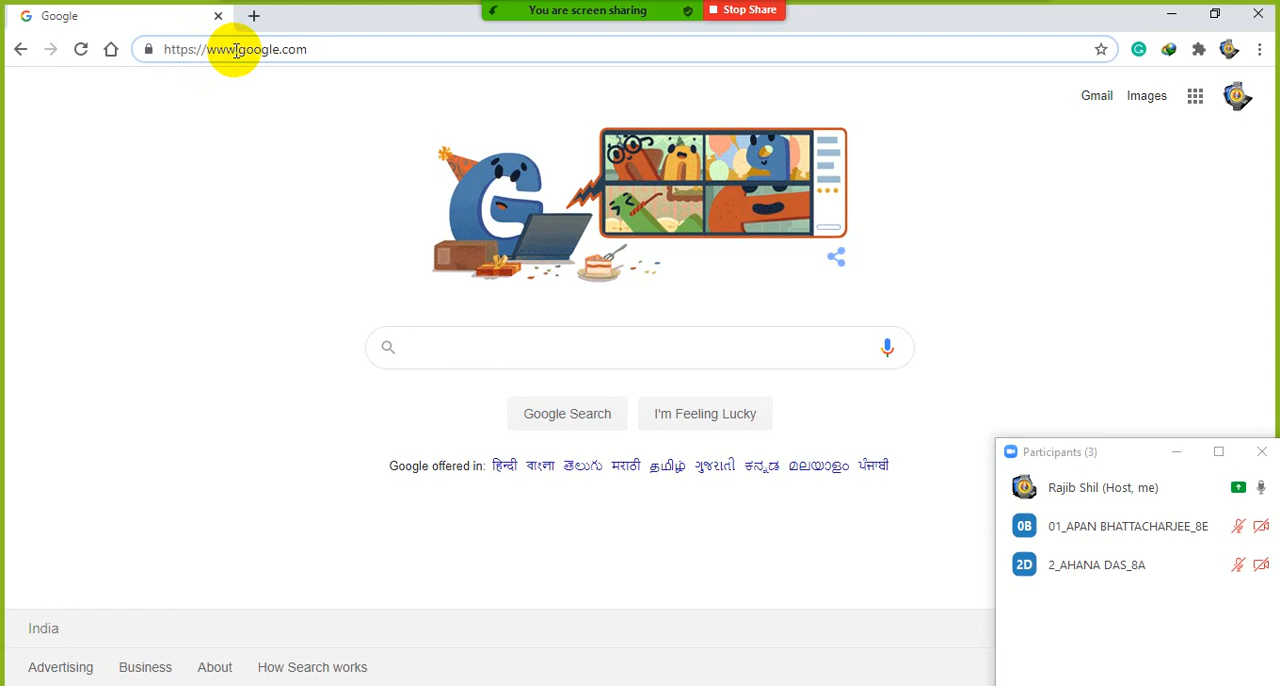 You are screen sharing
Stop Share
Google
https://www.google.com
Gmail Images
Google Search I'm Feeling Lucky
Google offered in: हिन्दी বাংলা తెలుగు मराठी தமிழ் ગુજરાતી ಕನ್ನಡ മലയാളം ਪੰਜਾਬੀ
Participants (3)
Rajib Shil (Host, me)
0B 01_APAN BHATTACHARJEE_8E
2D 2_AHANA DAS_8A
India
Advertising Business About How Search works